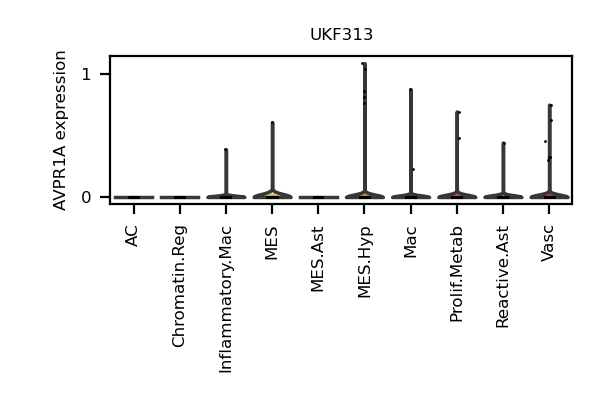 UKF313
AVPR1A expression
1
0
AC
Chromatin.Reg
Inflammatory.Mac
MES
MES.Ast
MES.Hyp
Mac
Prolif.Metab
Reactive.Ast
Vasc